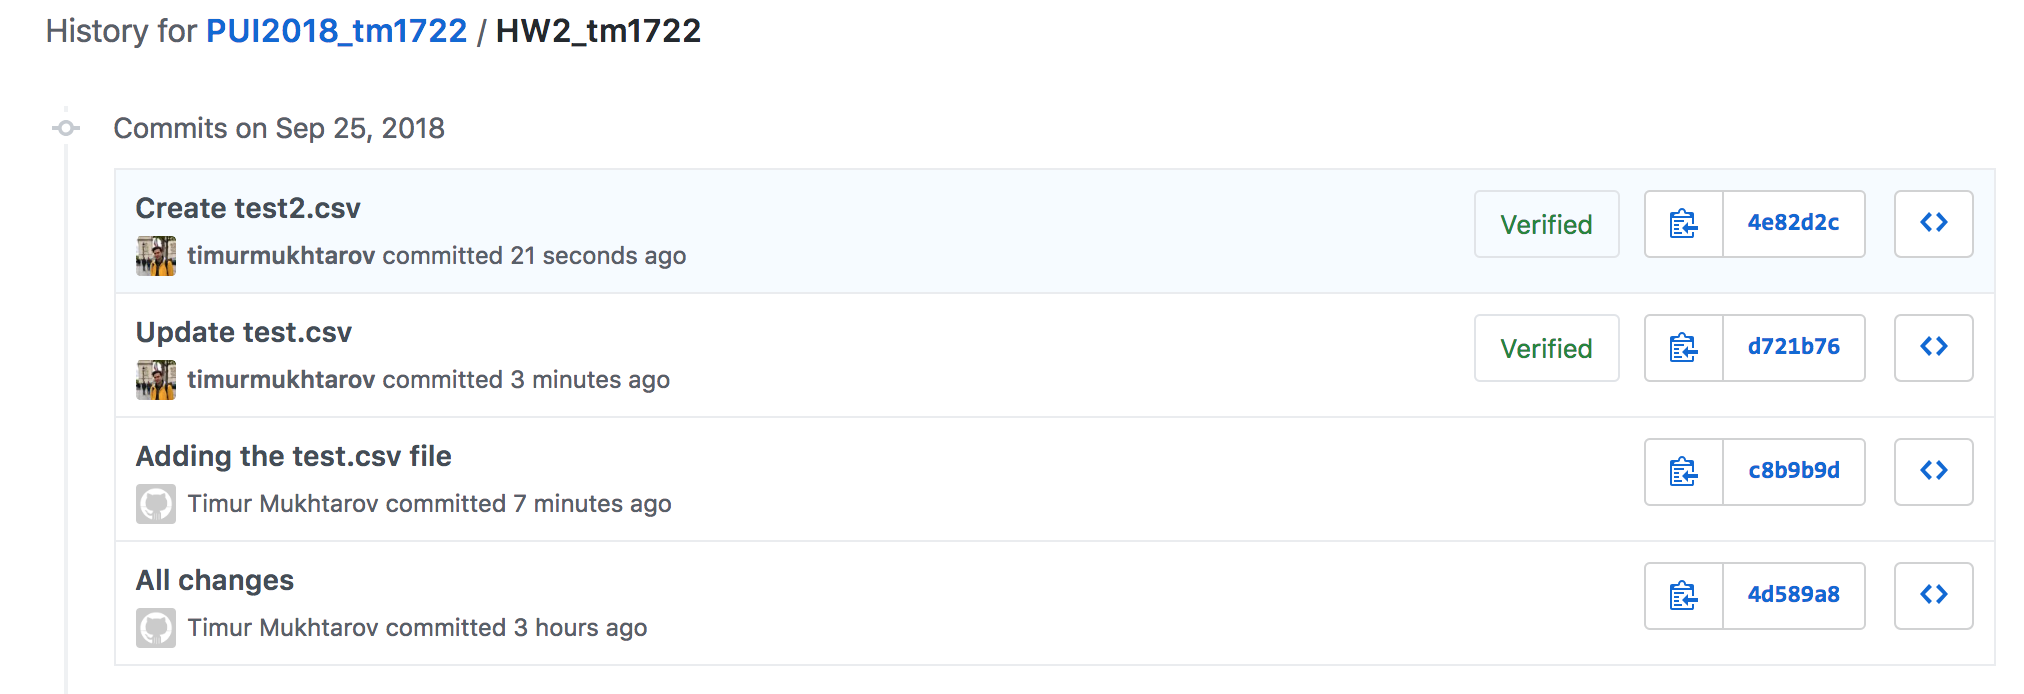 History for PUI2018_tm1722 / HW2_tm1722
Commits on Sep 25, 2018
Create test2.csv
timurmukhtarov committed 21 seconds ago
Verified
4e82d2c
Update test.csv
timurmukhtarov committed 3 minutes ago
Verified
d721b76
Adding the test.csv file
Timur Mukhtarov committed 7 minutes ago
c8b9b9d
All changes
Timur Mukhtarov committed 3 hours ago
4d589a8